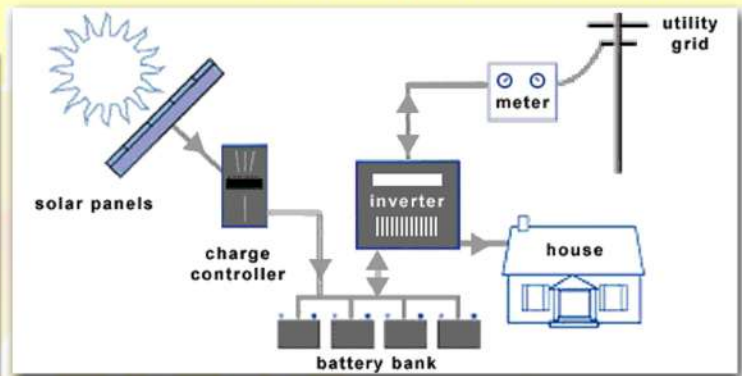 utility
grid
meter
inverter
solar panels
charge
controller
house
battery bank